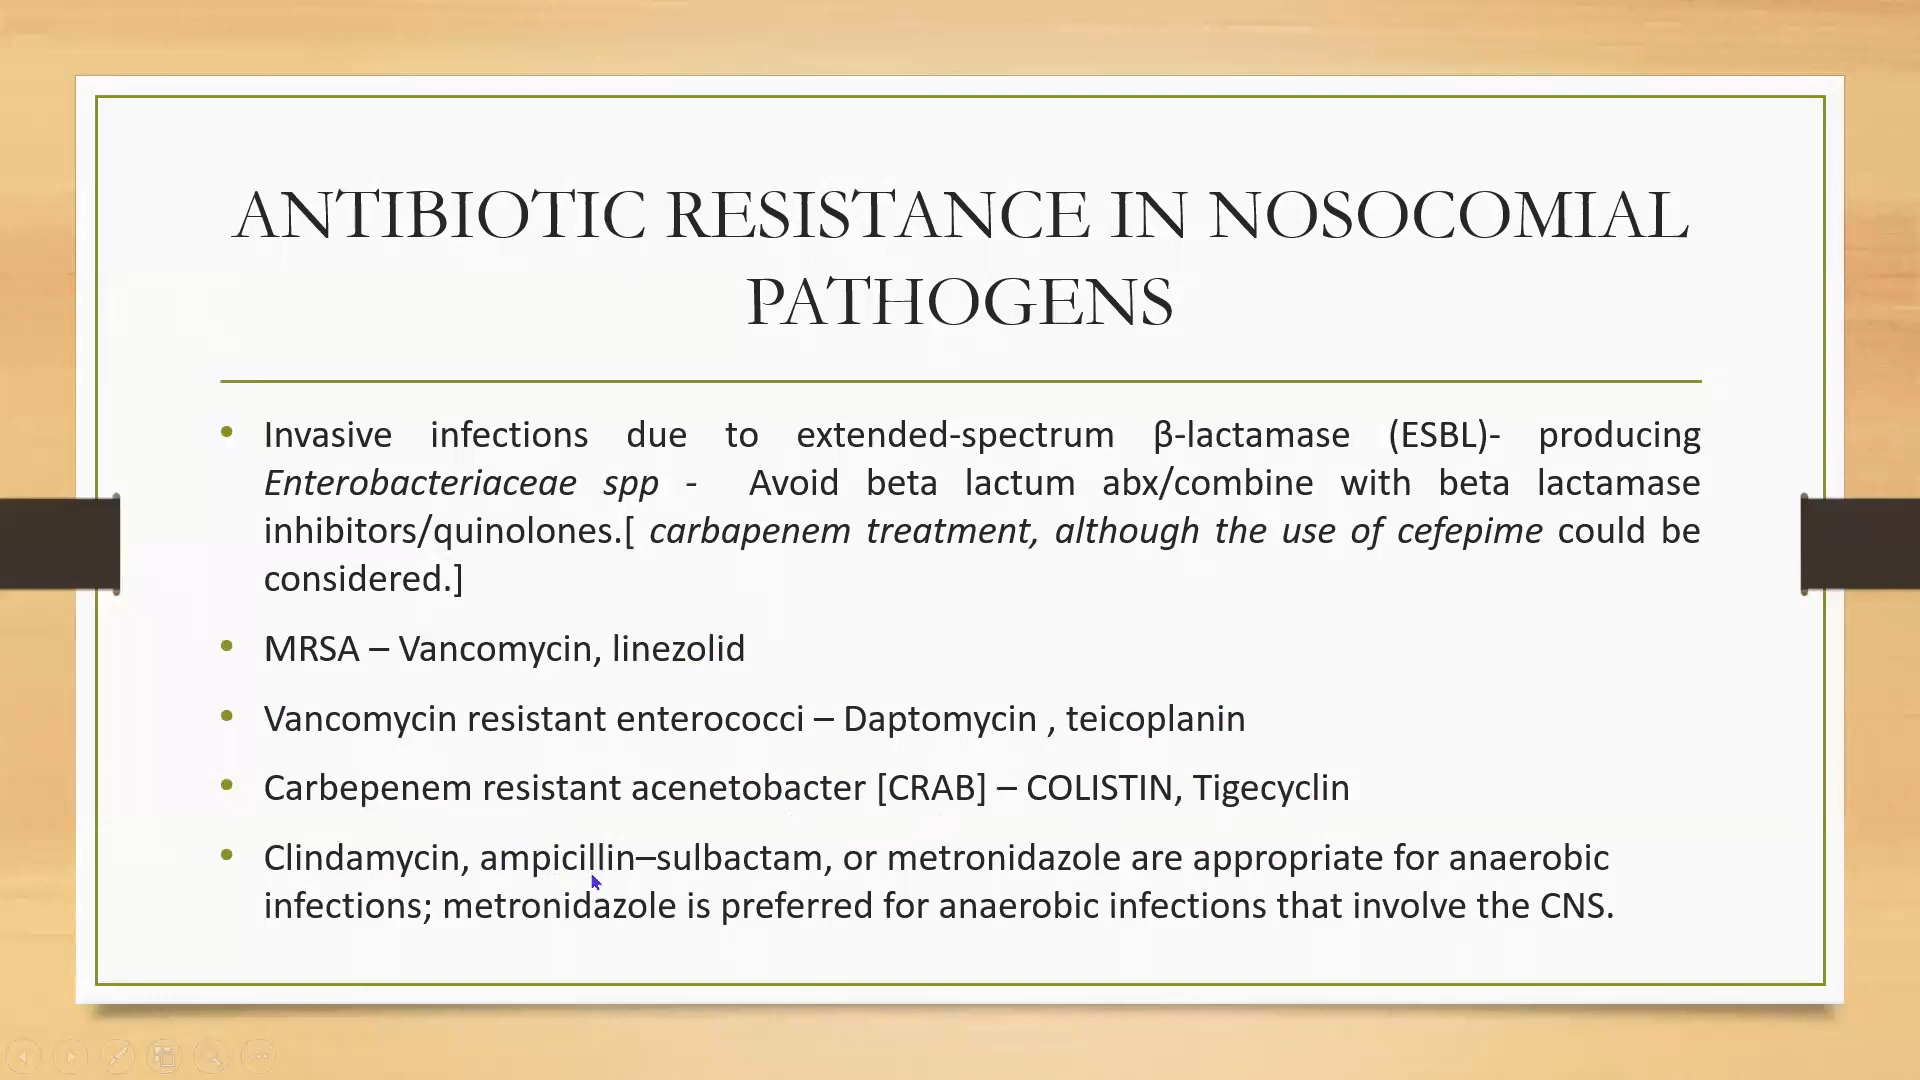 ANTIBIOTIC RESISTANCE IN NOSOCOMIAL
PATHOGENS
• Invasive infections due to extended-spectrum β-lactamase (ESBL)- producing
Enterobacteriaceae spp - Avoid beta lactum abx/combine with beta lactamase
inhibitors/quinolones.[ carbapenem treatment, although the use of cefepime could be
considered.]
• MRSA – Vancomycin, linezolid
• Vancomycin resistant enterococci – Daptomycin , teicoplanin
• Carbepenem resistant acenetobacter [CRAB] – COLISTIN, Tigecyclin
• Clindamycin, ampicillin–sulbactam, or metronidazole are appropriate for anaerobic
infections; metronidazole is preferred for anaerobic infections that involve the CNS.